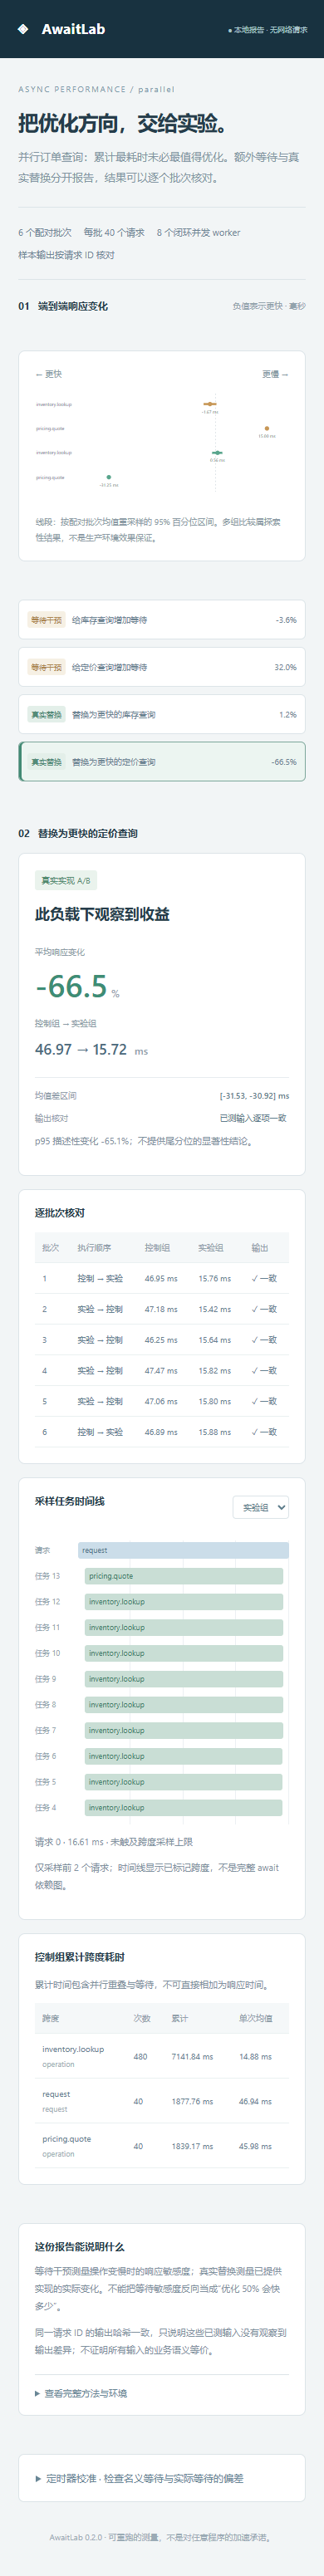 AwaitLab
● 本地报告 · 无网络请求
ASYNC PERFORMANCE / parallel
把优化方向，交给实验。
并行订单查询：累计最耗时未必最值得优化。额外等待与真
实替换分开报告，结果可以逐个批次核对。
6 个配对批次 每批 40 个请求 8 个闭环并发 worker
样本输出按请求 ID 核对
01 端到端响应变化
负值表示更快 · 毫秒
← 更快
更慢 →
inventory.lookup
-1.67 ms
pricing.quote
15.08 ms
inventory.lookup
0.56 ms
pricing.quote
-31.25 ms
线段：按配对批次均值重采样的 95% 百分位区间。多组比较属探索
性结果，不是生产环境效果保证。
等待干预 给库存查询增加等待 -3.6%
等待干预 给定价查询增加等待 32.0%
真实替换 替换为更快的库存查询 1.2%
真实替换 替换为更快的定价查询 -66.5%
02 替换为更快的定价查询
真实实现 A/B
此负载下观察到收益
平均响应变化
-66.5 %
控制组 → 实验组
46.97 → 15.72 ms
均值差区间 [-31.53, -30.92] ms
输出核对 已测输入逐项一致
p95 描述性变化 -65.1%；不提供尾分位的显著性结论。
逐批次核对
批次 执行顺序 控制组 实验组 输出
1 控制 → 实验 46.95 ms 15.76 ms ✓ 一致
2 实验 → 控制 47.18 ms 15.42 ms ✓ 一致
3 实验 → 控制 46.25 ms 15.64 ms ✓ 一致
4 实验 → 控制 47.47 ms 15.82 ms ✓ 一致
5 实验 → 控制 47.06 ms 15.80 ms ✓ 一致
6 控制 → 实验 46.89 ms 15.88 ms ✓ 一致
采样任务时间线
实验组
请求 request
任务 13 pricing.quote
任务 12 inventory.lookup
任务 11 inventory.lookup
任务 10 inventory.lookup
任务 9 inventory.lookup
任务 8 inventory.lookup
任务 7 inventory.lookup
任务 6 inventory.lookup
任务 5 inventory.lookup
任务 4 inventory.lookup
请求 0 · 16.61 ms · 未触及跨度采样上限
仅采样前 2 个请求；时间线显示已标记跨度，不是完整 await
依赖图。
控制组累计跨度耗时
累计时间包含并行重叠与等待，不可直接相加为响应时间。
跨度 次数 累计 单次均值
inventory.lookup
operation
480 7141.84 ms 14.88 ms
request
request
40 1877.76 ms 46.94 ms
pricing.quote
operation
40 1839.17 ms 45.98 ms
这份报告能说明什么
等待干预测量操作变慢时的响应敏感度；真实替换测量已提供
实现的实际变化。不能把等待敏感度反向当成“优化 50% 会快
多少”。
同一请求 ID 的输出哈希一致，只说明这些已测输入没有观察到
输出差异；不证明所有输入的业务语义等价。
▶ 查看完整方法与环境
▶ 定时器校准 · 检查名义等待与实际等待的偏差
AwaitLab 0.2.0 · 可重跑的测量，不是对任意程序的加速承诺。